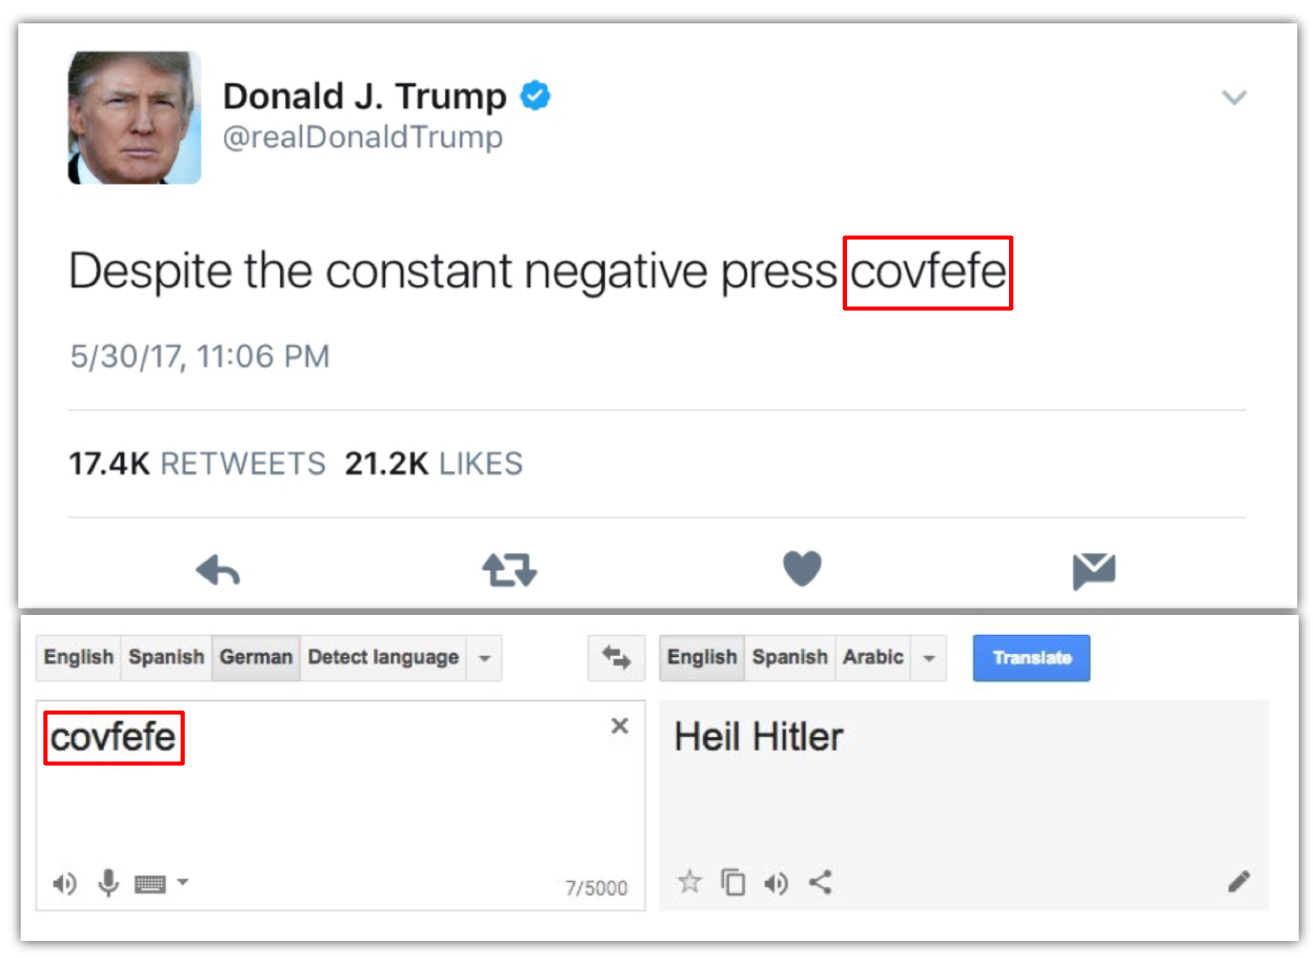 Donald J. Trump
@realDonaldTrump
Despite the constant negative press covfefe
5/30/17, 11:06 PM
17.4K RETWEETS 21.2K LIKES
English Spanish German Detect language English Spanish Arabic Translate
covfefe Heil Hitler
7/5000